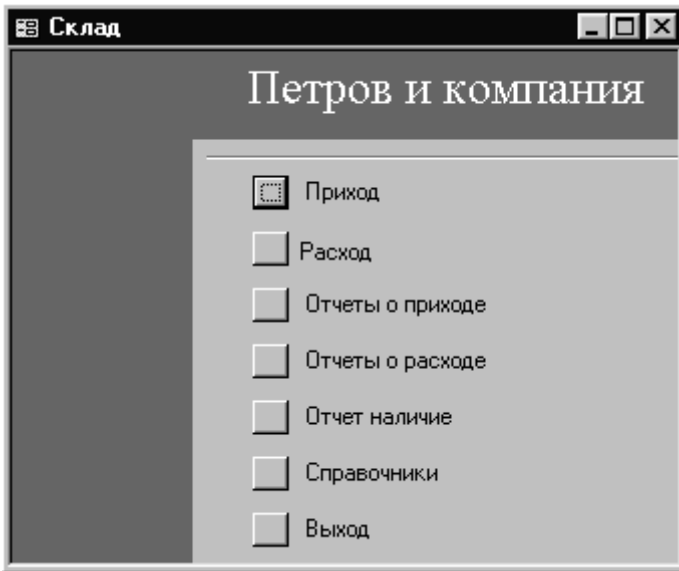 Склад
Петров и компания
Приход
Расход
Отчеты о приходе
Отчеты о расходе
Отчет наличие
Справочники
Выход